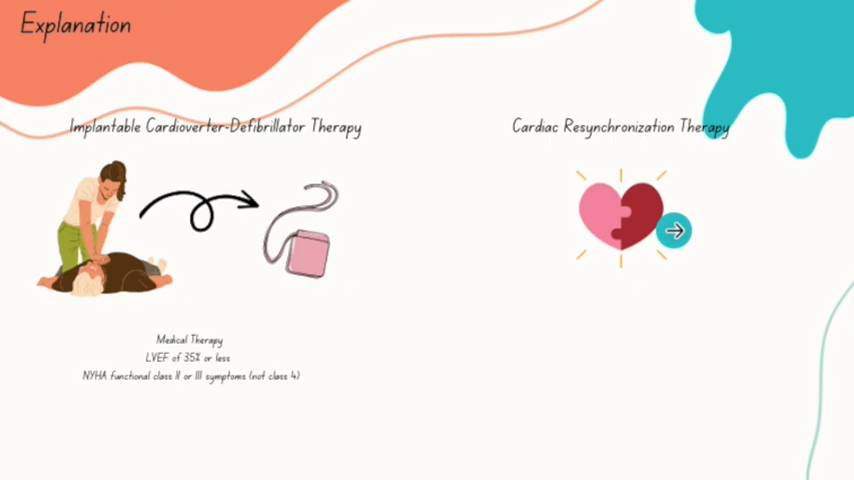 Explanation
Implantable Cardioverter-Defibrillator Therapy
Cardiac Resynchronization Therapy
Medical Therapy
LVEF of 35% or less
NYHA functional class II or III symptoms (not class 4)